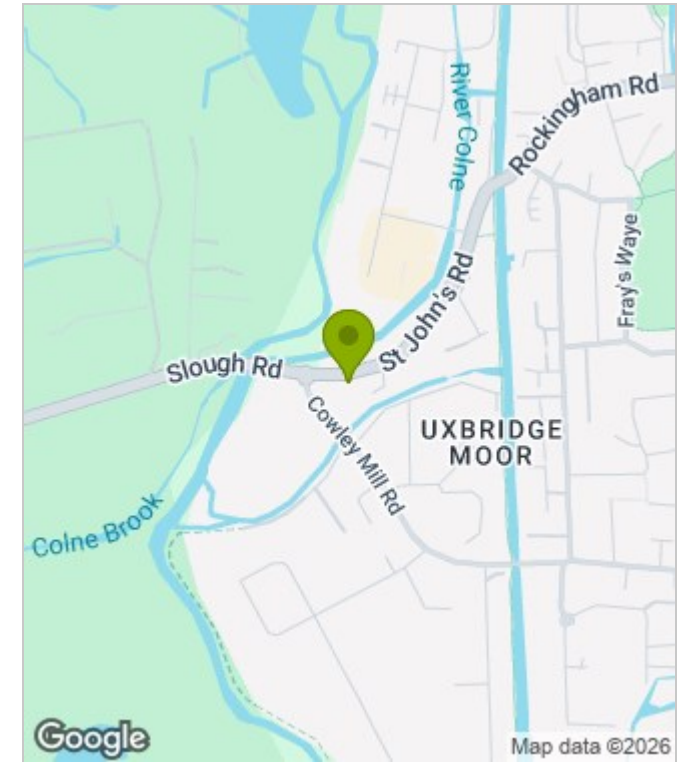 River Colne
Rockingham Rd
Fray's Waye
St John's Rd
Slough Rd
Cowley Mill Rd
UXBRIDGE
MOOR
Colne Brook
Google
Map data ©2026